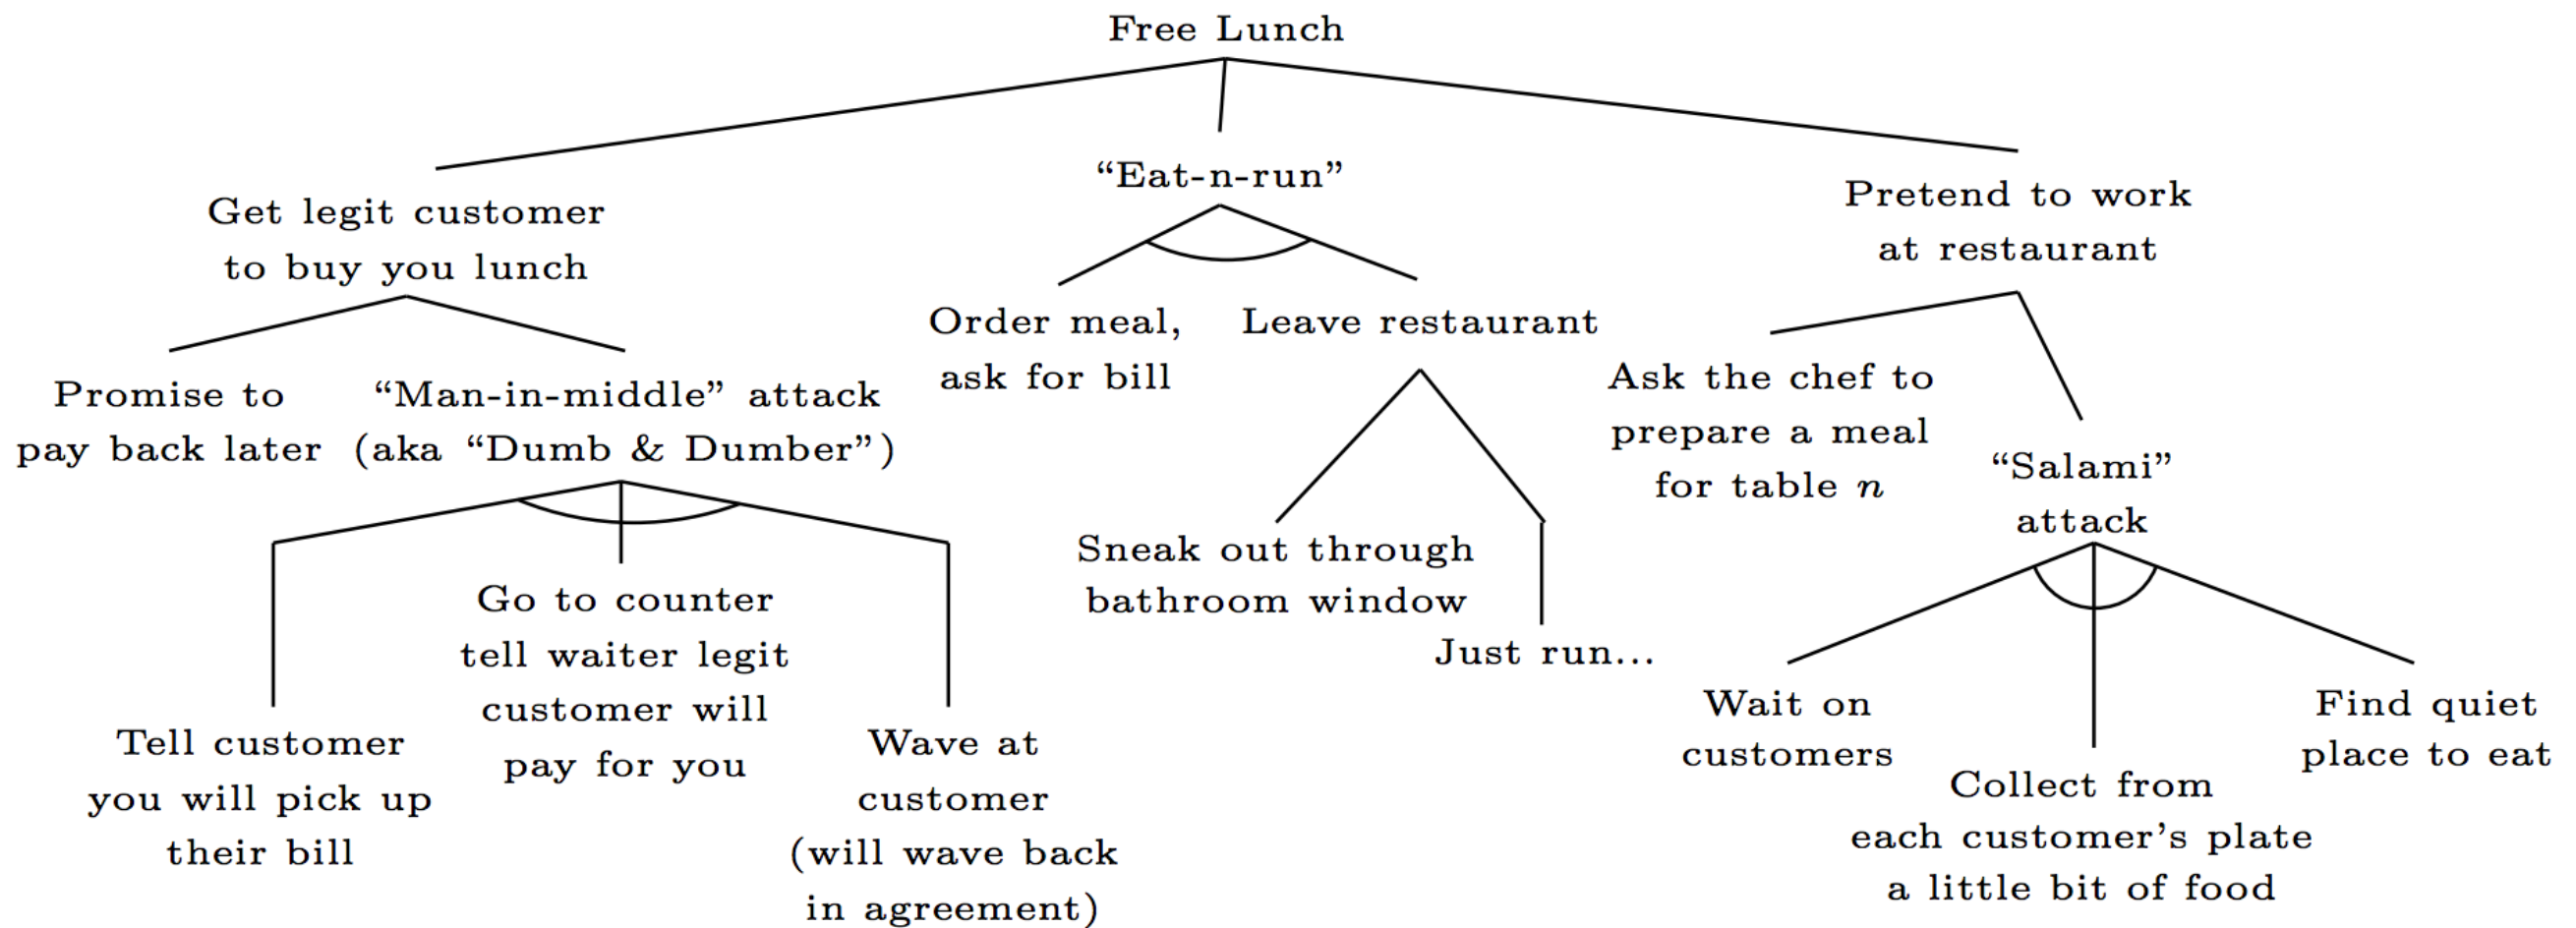 Free Lunch
Get legit customer
to buy you lunch
“Eat-n-run”
Pretend to work
at restaurant
Promise to
pay back later
“Man-in-middle” attack
(aka “Dumb & Dumber”)
Order meal,
ask for bill
Leave restaurant
Ask the chef to
prepare a meal
for table n
“Salami”
attack
Tell customer
you will pick up
their bill
Go to counter
tell waiter legit
customer will
pay for you
Wave at
customer
(will wave back
in agreement)
Sneak out through
bathroom window
Just run...
Wait on
customers
Collect from
each customer’s plate
a little bit of food
Find quiet
place to eat